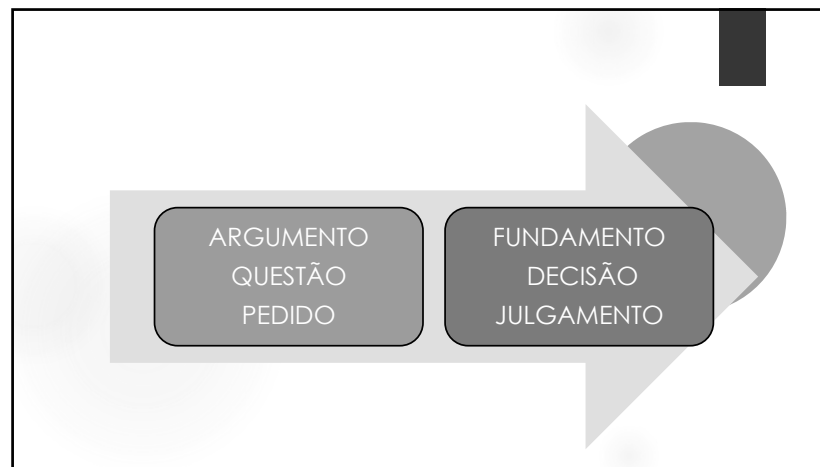 ARGUMENTO
QUESTÃO
PEDIDO
FUNDAMENTO
DECISÃO
JULGAMENTO